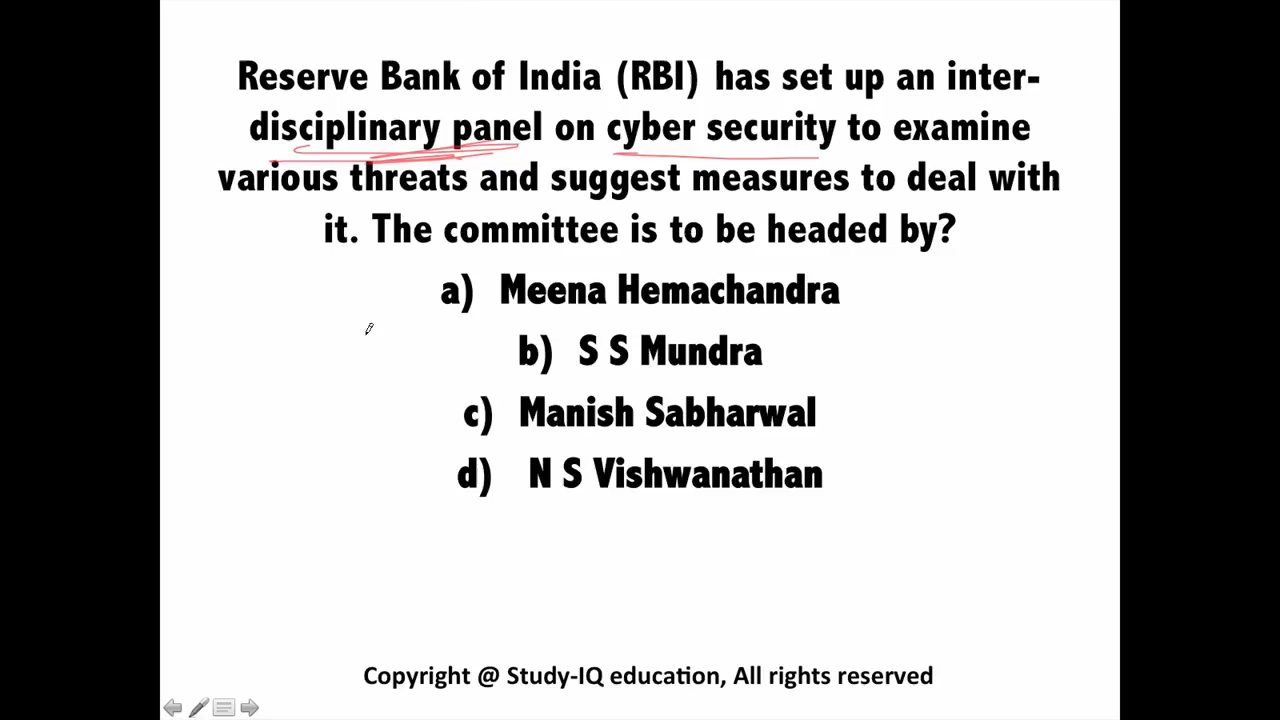 Reserve Bank of India (RBI) has set up an inter-
disciplinary panel on cyber security to examine
various threats and suggest measures to deal with
it. The committee is to be headed by?
a) Meena Hemachandra
b) S S Mundra
c) Manish Sabharwal
d) N S Vishwanathan
Copyright @ Study-IQ education, All rights reserved